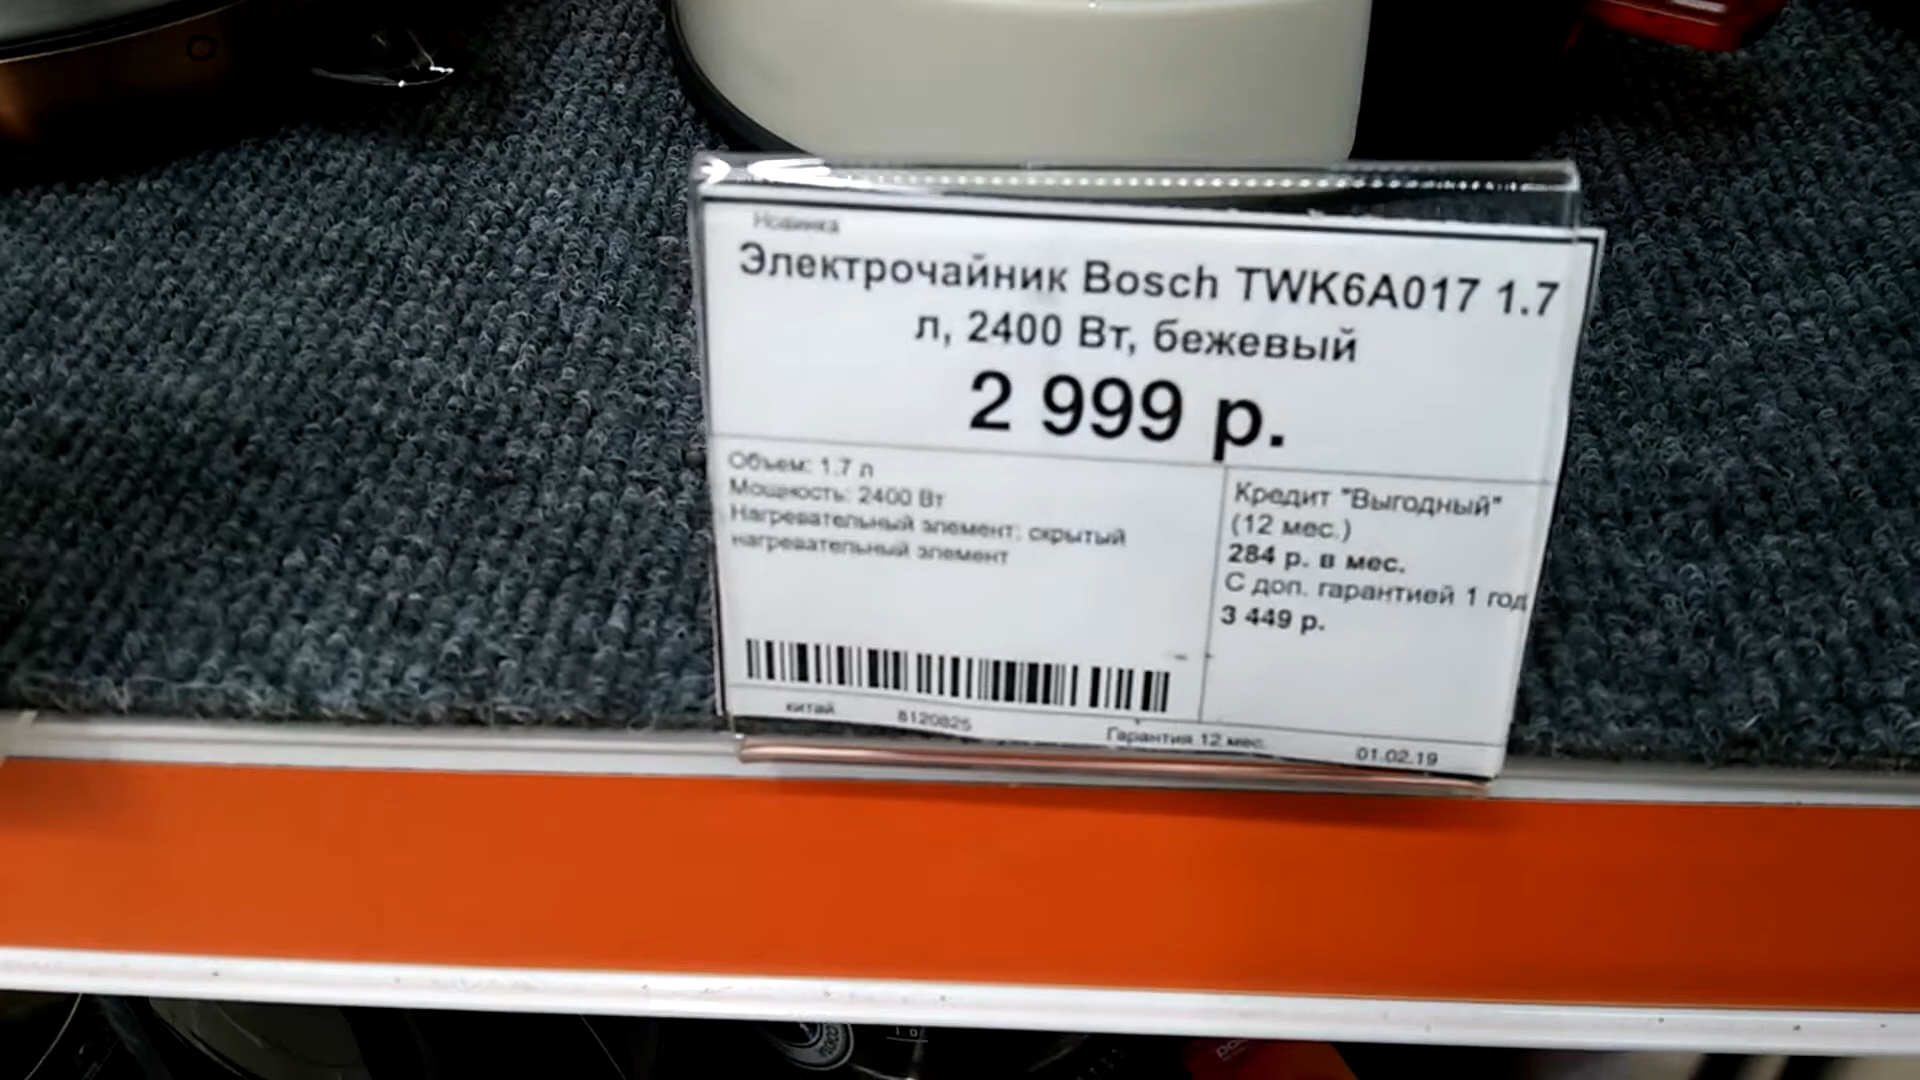 Новинка
Электрочайник Bosch TWK6A017 1.7
л, 2400 Вт, бежевый
2 999 р.
Объем: 1.7 л
Мощность: 2400 Вт
Нагревательный элемент: скрытый
нагревательный элемент
Кредит "Выгодный"
(12 мес.)
284 р. в мес.
С доп. гарантией 1 год
3 449 р.
китай 8120825 Гарантия 12 мес. 01.02.19